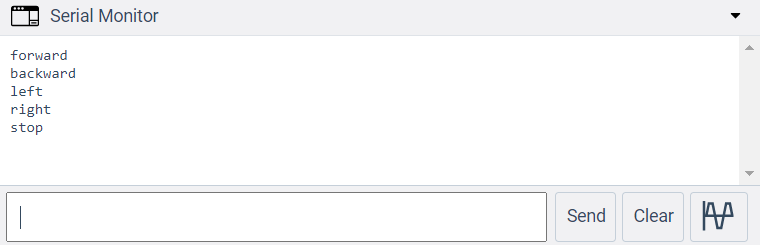 Serial Monitor
forward
backward
left
right
stop
Send Clear